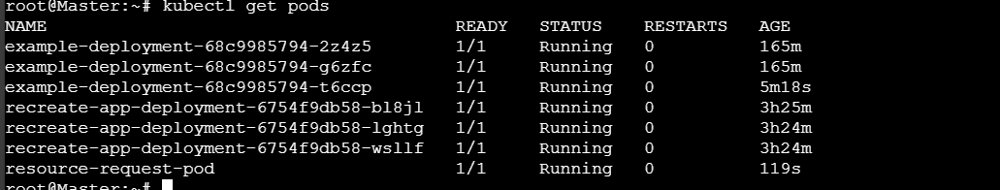 root@Master:~# kubectl get pods
NAME READY STATUS RESTARTS AGE
example-deployment-68c9985794-2z4z5 1/1 Running 0 165m
example-deployment-68c9985794-g6zfc 1/1 Running 0 165m
example-deployment-68c9985794-t6ccp 1/1 Running 0 5m18s
recreate-app-deployment-6754f9db58-bl8jl 1/1 Running 0 3h25m
recreate-app-deployment-6754f9db58-lghtg 1/1 Running 0 3h24m
recreate-app-deployment-6754f9db58-wsllf 1/1 Running 0 3h24m
resource-request-pod 1/1 Running 0 119s
root@Master:~#